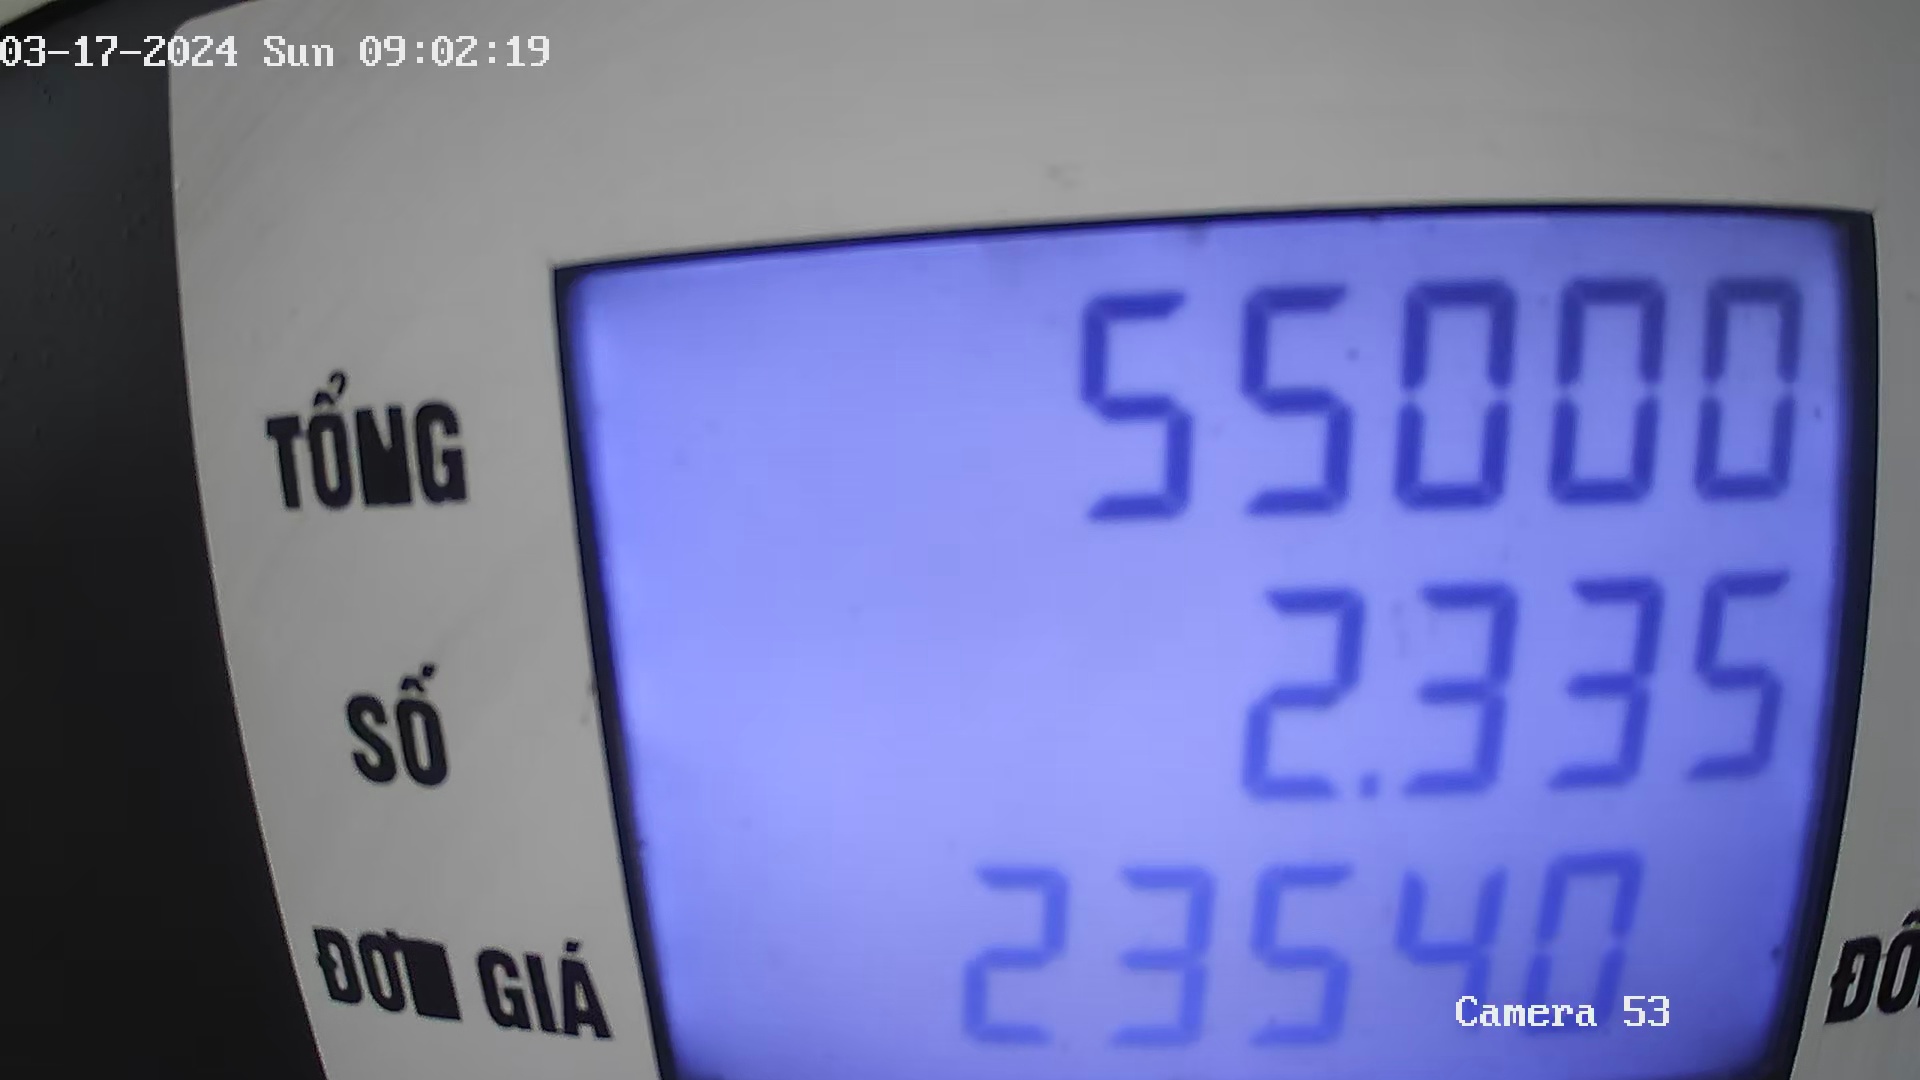 03-17-2024 Sun 09:02:19
TỔNG 55000
SỐ 2.335
ĐƠN GIÁ 23540
Camera 53